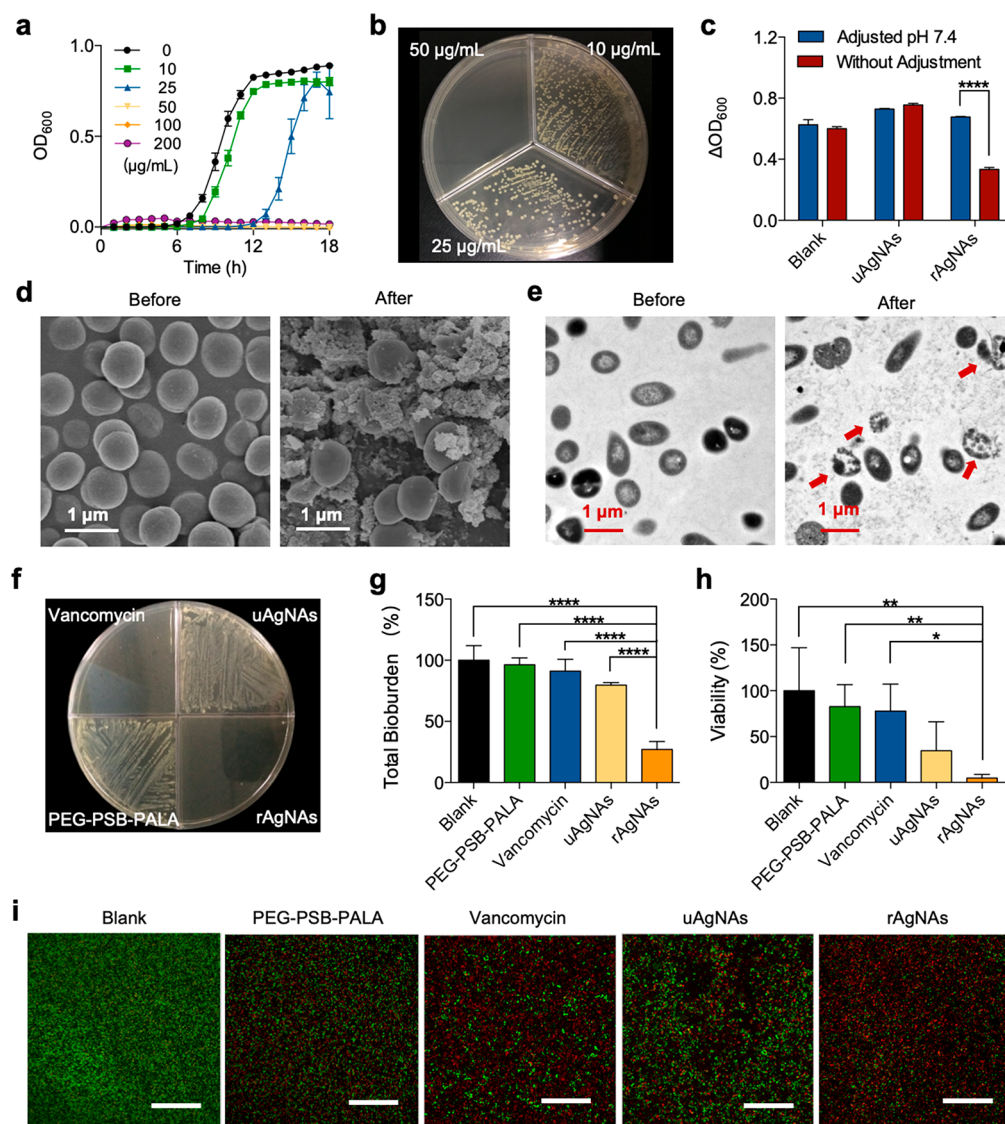 a
OD600
1.0
0.5
0.0
0
6
12
18
Time (h)
0
10
25
50
100
200
(µg/mL)
b
50 µg/mL
10 µg/mL
25 µg/mL
c
ΔOD600
1.2
0.8
0.4
0.0
Adjusted pH 7.4
Without Adjustment
****
Blank
uAgNAs
rAgNAs
d
Before
After
1 µm
1 µm
e
Before
After
1 µm
1 µm
f
Vancomycin
uAgNAs
PEG-PSB-PALA
rAgNAs
g
Total Bioburden (%)
150
100
50
0
****
****
****
****
Blank
PEG-PSB-PALA
Vancomycin
uAgNAs
rAgNAs
h
Viability (%)
200
150
100
50
0
**
**
*
Blank
PEG-PSB-PALA
Vancomycin
uAgNAs
rAgNAs
i
Blank
PEG-PSB-PALA
Vancomycin
uAgNAs
rAgNAs